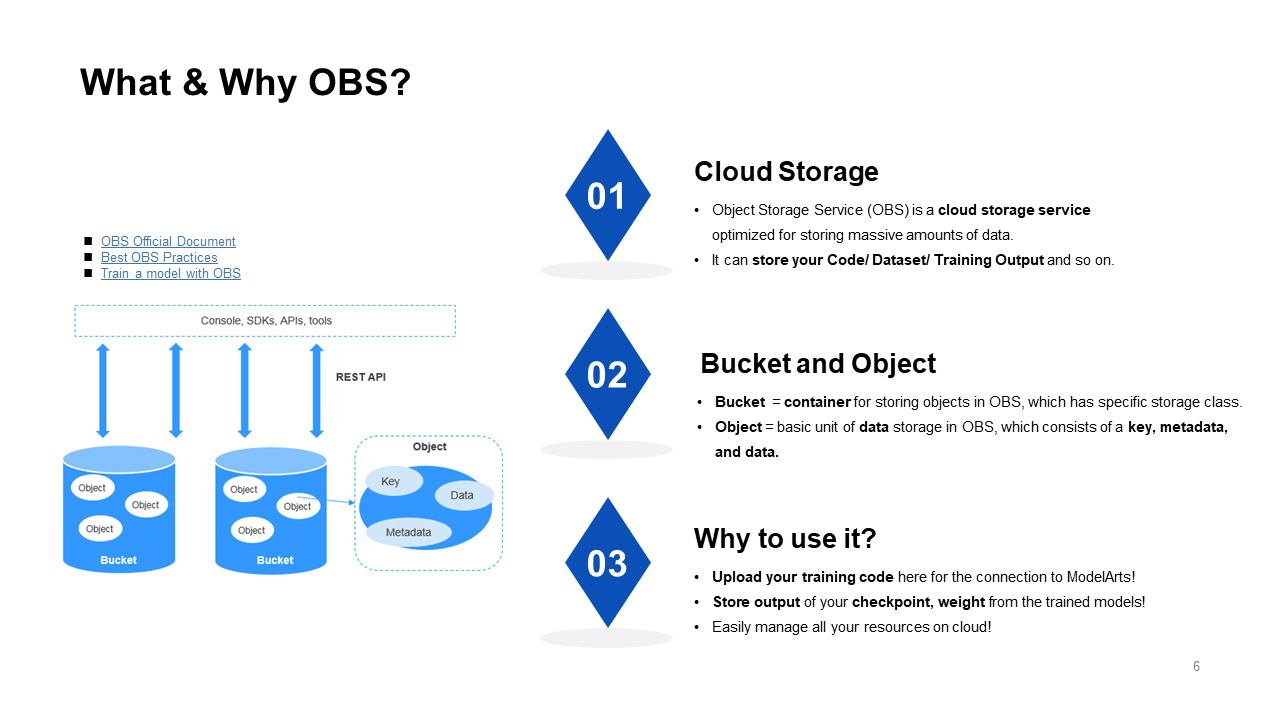 What & Why OBS?
OBS Official Document
Best OBS Practices
Train a model with OBS
Console, SDKs, APIs, tools
REST API
Object
Object
Object
Bucket
Object
Object
Object
Bucket
Object
Key
Data
Metadata
01
Cloud Storage
• Object Storage Service (OBS) is a cloud storage service
optimized for storing massive amounts of data.
• It can store your Code/ Dataset/ Training Output and so on.
02
Bucket and Object
• Bucket = container for storing objects in OBS, which has specific storage class.
• Object = basic unit of data storage in OBS, which consists of a key, metadata,
and data.
03
Why to use it?
• Upload your training code here for the connection to ModelArts!
• Store output of your checkpoint, weight from the trained models!
• Easily manage all your resources on cloud!
6